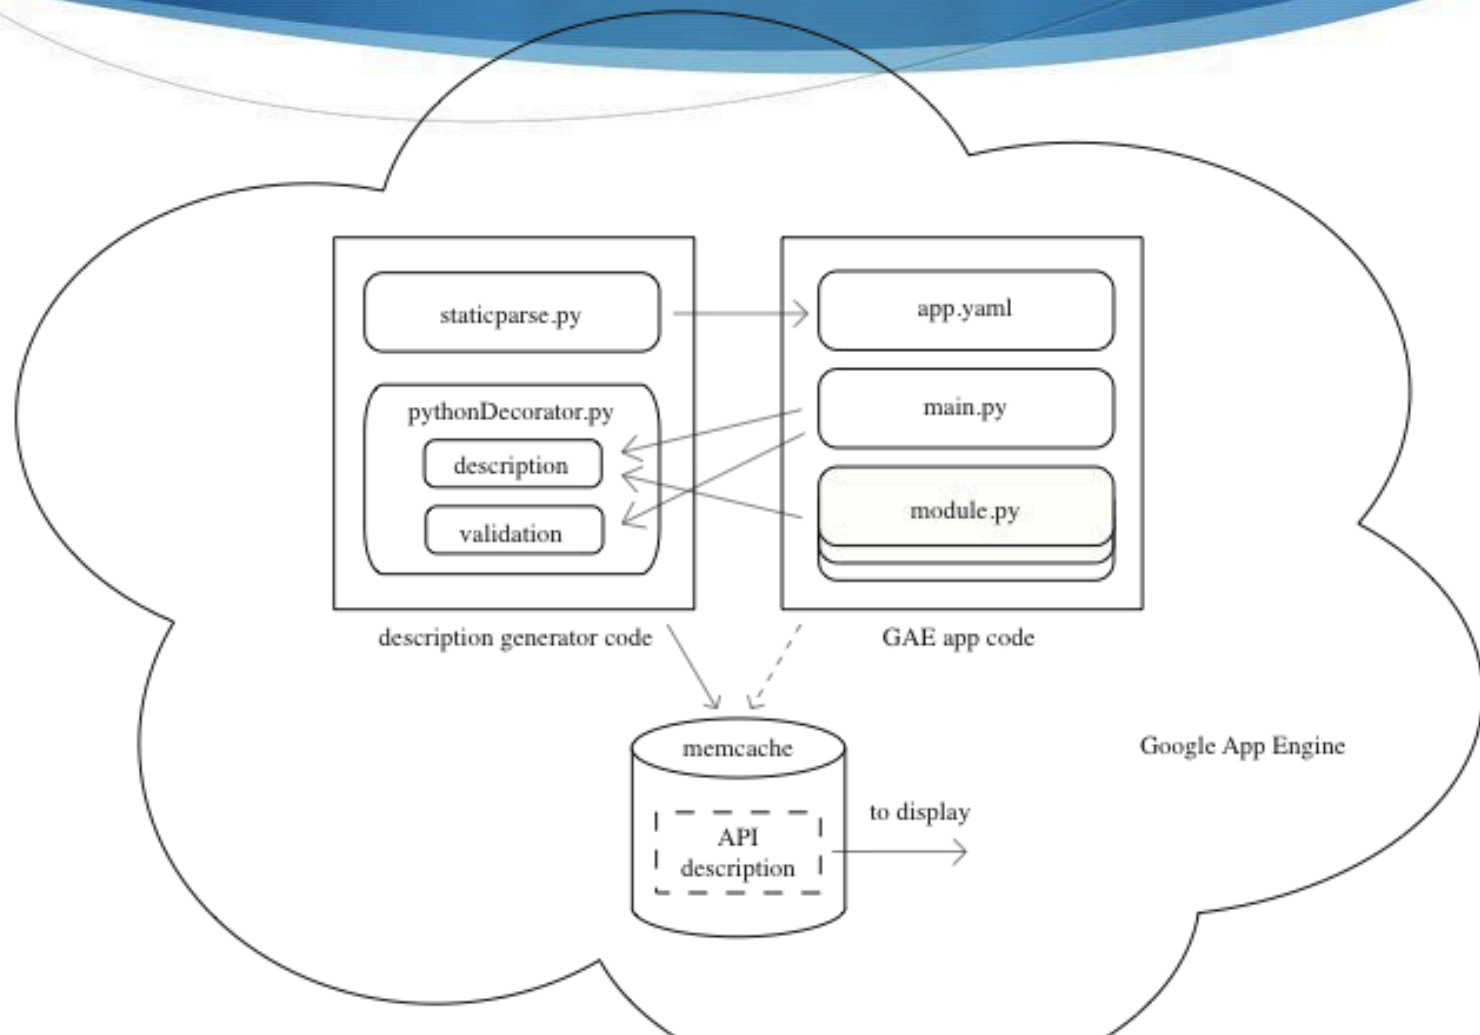 staticparse.py
pythonDecorator.py
description
validation
description generator code
app.yaml
main.py
module.py
GAE app code
memcache
API
description
to display
Google App Engine